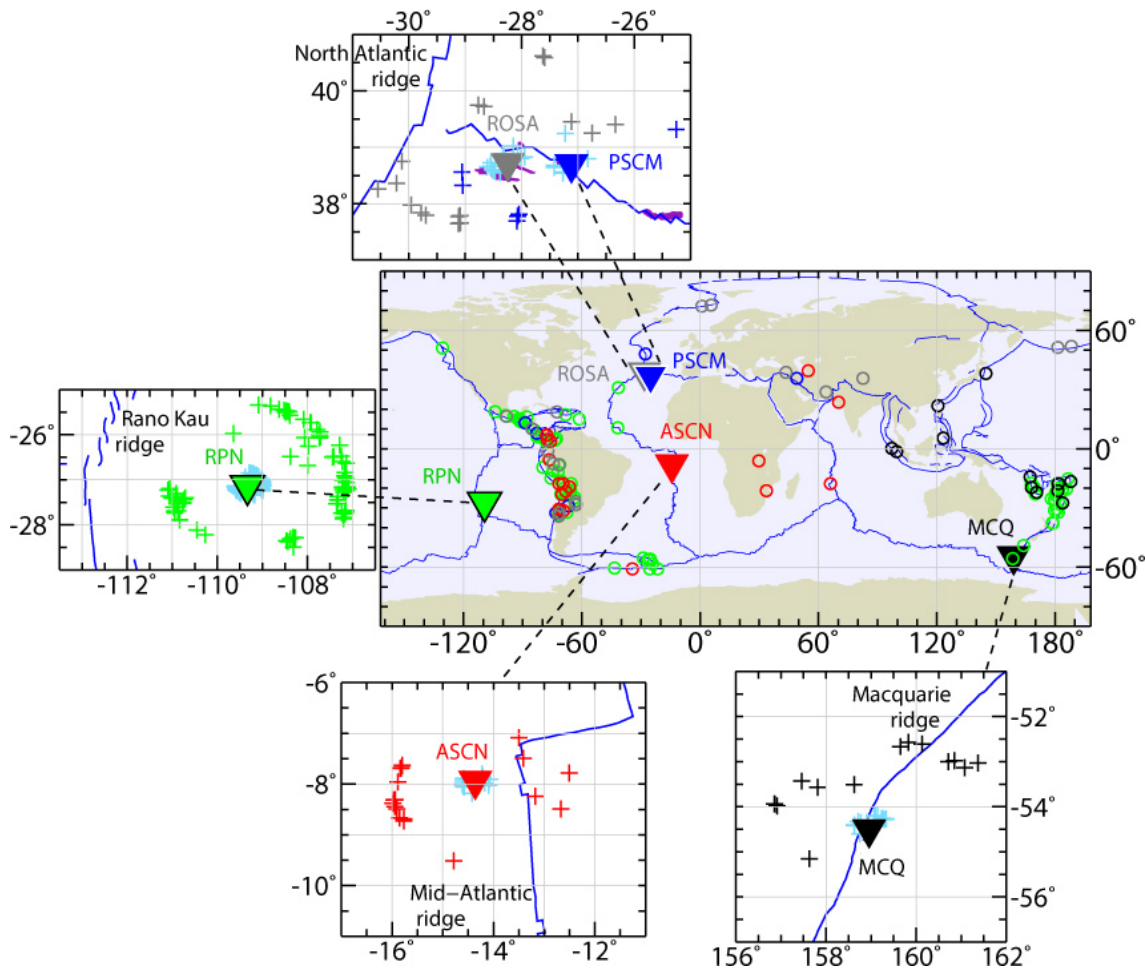 -30° -28° -26°
North Atlantic
ridge
40°
ROSA
PSCM
38°
60°
PSCM
ROSA
Rano Kau
ridge
-26°
ASCN
0°
RPN
RPN
-28°
MCQ
-60°
-112° -110° -108°
-120° -60° 0° 60° 120° 180°
-6°
Macquarie
ridge
-52°
ASCN
-8°
-54°
MCQ
-10°
Mid–Atlantic
ridge
-56°
-16° -14° -12°
156° 158° 160° 162°